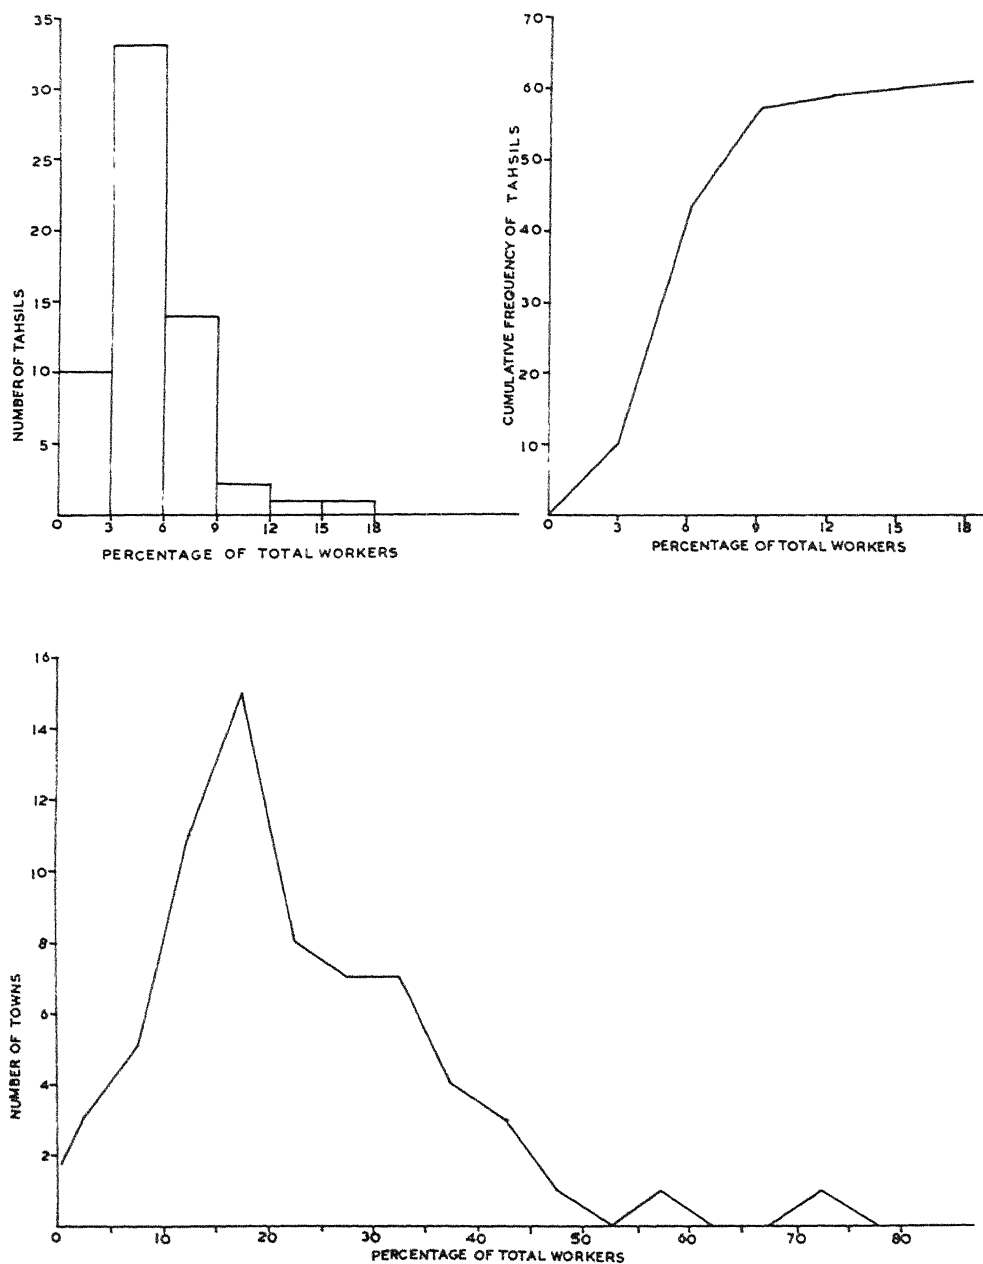 35
30
25
20
15
10
5
NUMBER OF TAHSILS
0 3 6 9 12 15 18
PERCENTAGE OF TOTAL WORKERS
70
60
50
40
30
20
10
CUMULATIVE FREQUENCY OF TAHSILS
0 3 6 9 12 15 18
PERCENTAGE OF TOTAL WORKERS
16
14
12
10
8
6
4
2
NUMBER OF TOWNS
0 10 20 30 40 50 60 70 80
PERCENTAGE OF TOTAL WORKERS